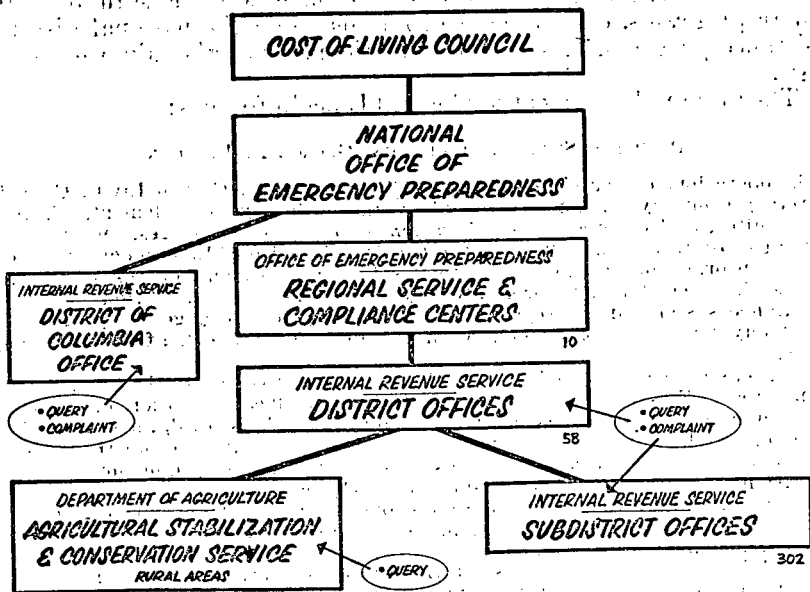 COST OF LIVING COUNCIL
NATIONAL
OFFICE OF
EMERGENCY PREPAREDNESS
OFFICE OF EMERGENCY PREPAREDNESS
REGIONAL SERVICE &
COMPLIANCE CENTERS
10
INTERNAL REVENUE SERVICE
DISTRICT OF
COLUMBIA
OFFICE
• QUERY
• COMPLAINT
INTERNAL REVENUE SERVICE
DISTRICT OFFICES
58
• QUERY
• COMPLAINT
DEPARTMENT OF AGRICULTURE
AGRICULTURAL STABILIZATION
& CONSERVATION SERVICE
RURAL AREAS
• QUERY
INTERNAL REVENUE SERVICE
SUBDISTRICT OFFICES
302